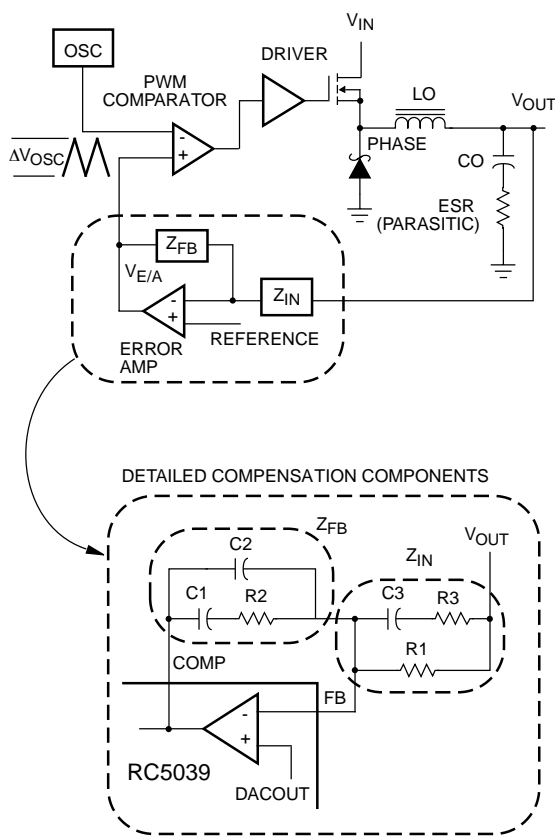 V_IN
DRIVER
OSC
PWM
COMPARATOR
LO
V_OUT
-
+
PHASE
ΔV_OSC
CO
ESR
(PARASITIC)
Z_FB
V_E/A
-
+
Z_IN
REFERENCE
ERROR
AMP
DETAILED COMPENSATION COMPONENTS
Z_FB
C2
Z_IN
V_OUT
C1
R2
C3
R3
R1
COMP
FB
-
+
RC5039
DACOUT